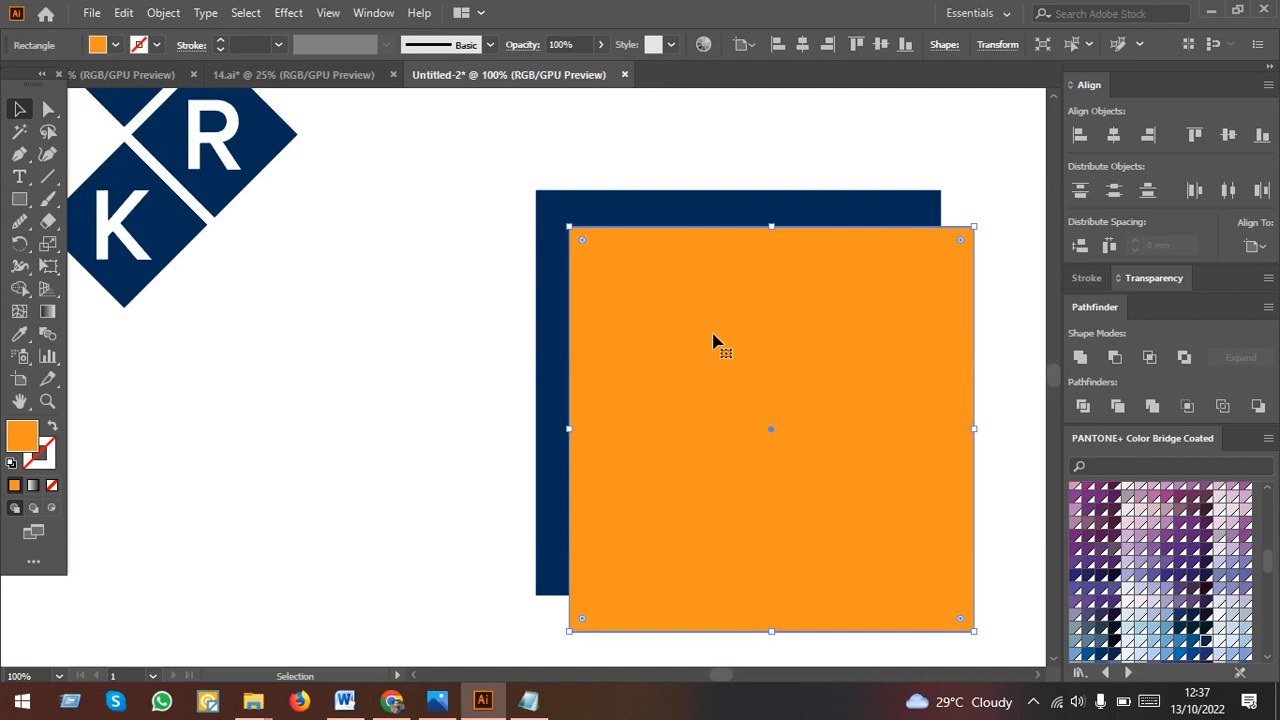 Ai File Edit Object Type Select Effect View Window Help Essentials Search Adobe Stock
Rectangle Stroke: Basic Opacity: 100% Style: Shape: Transform
% (RGB/GPU Preview) × 14.ai* @ 25% (RGB/GPU Preview) × Untitled-2* @ 100% (RGB/GPU Preview) ×
Align
Align Objects:
Distribute Objects:
Distribute Spacing: Align To:
0 mm
Stroke Transparency
Pathfinder
Shape Modes:
Expand
Pathfinders:
PANTONE+ Color Bridge Coated
R
K
100% 1 Selection
Ai 29°C Cloudy 12:37
13/10/2022